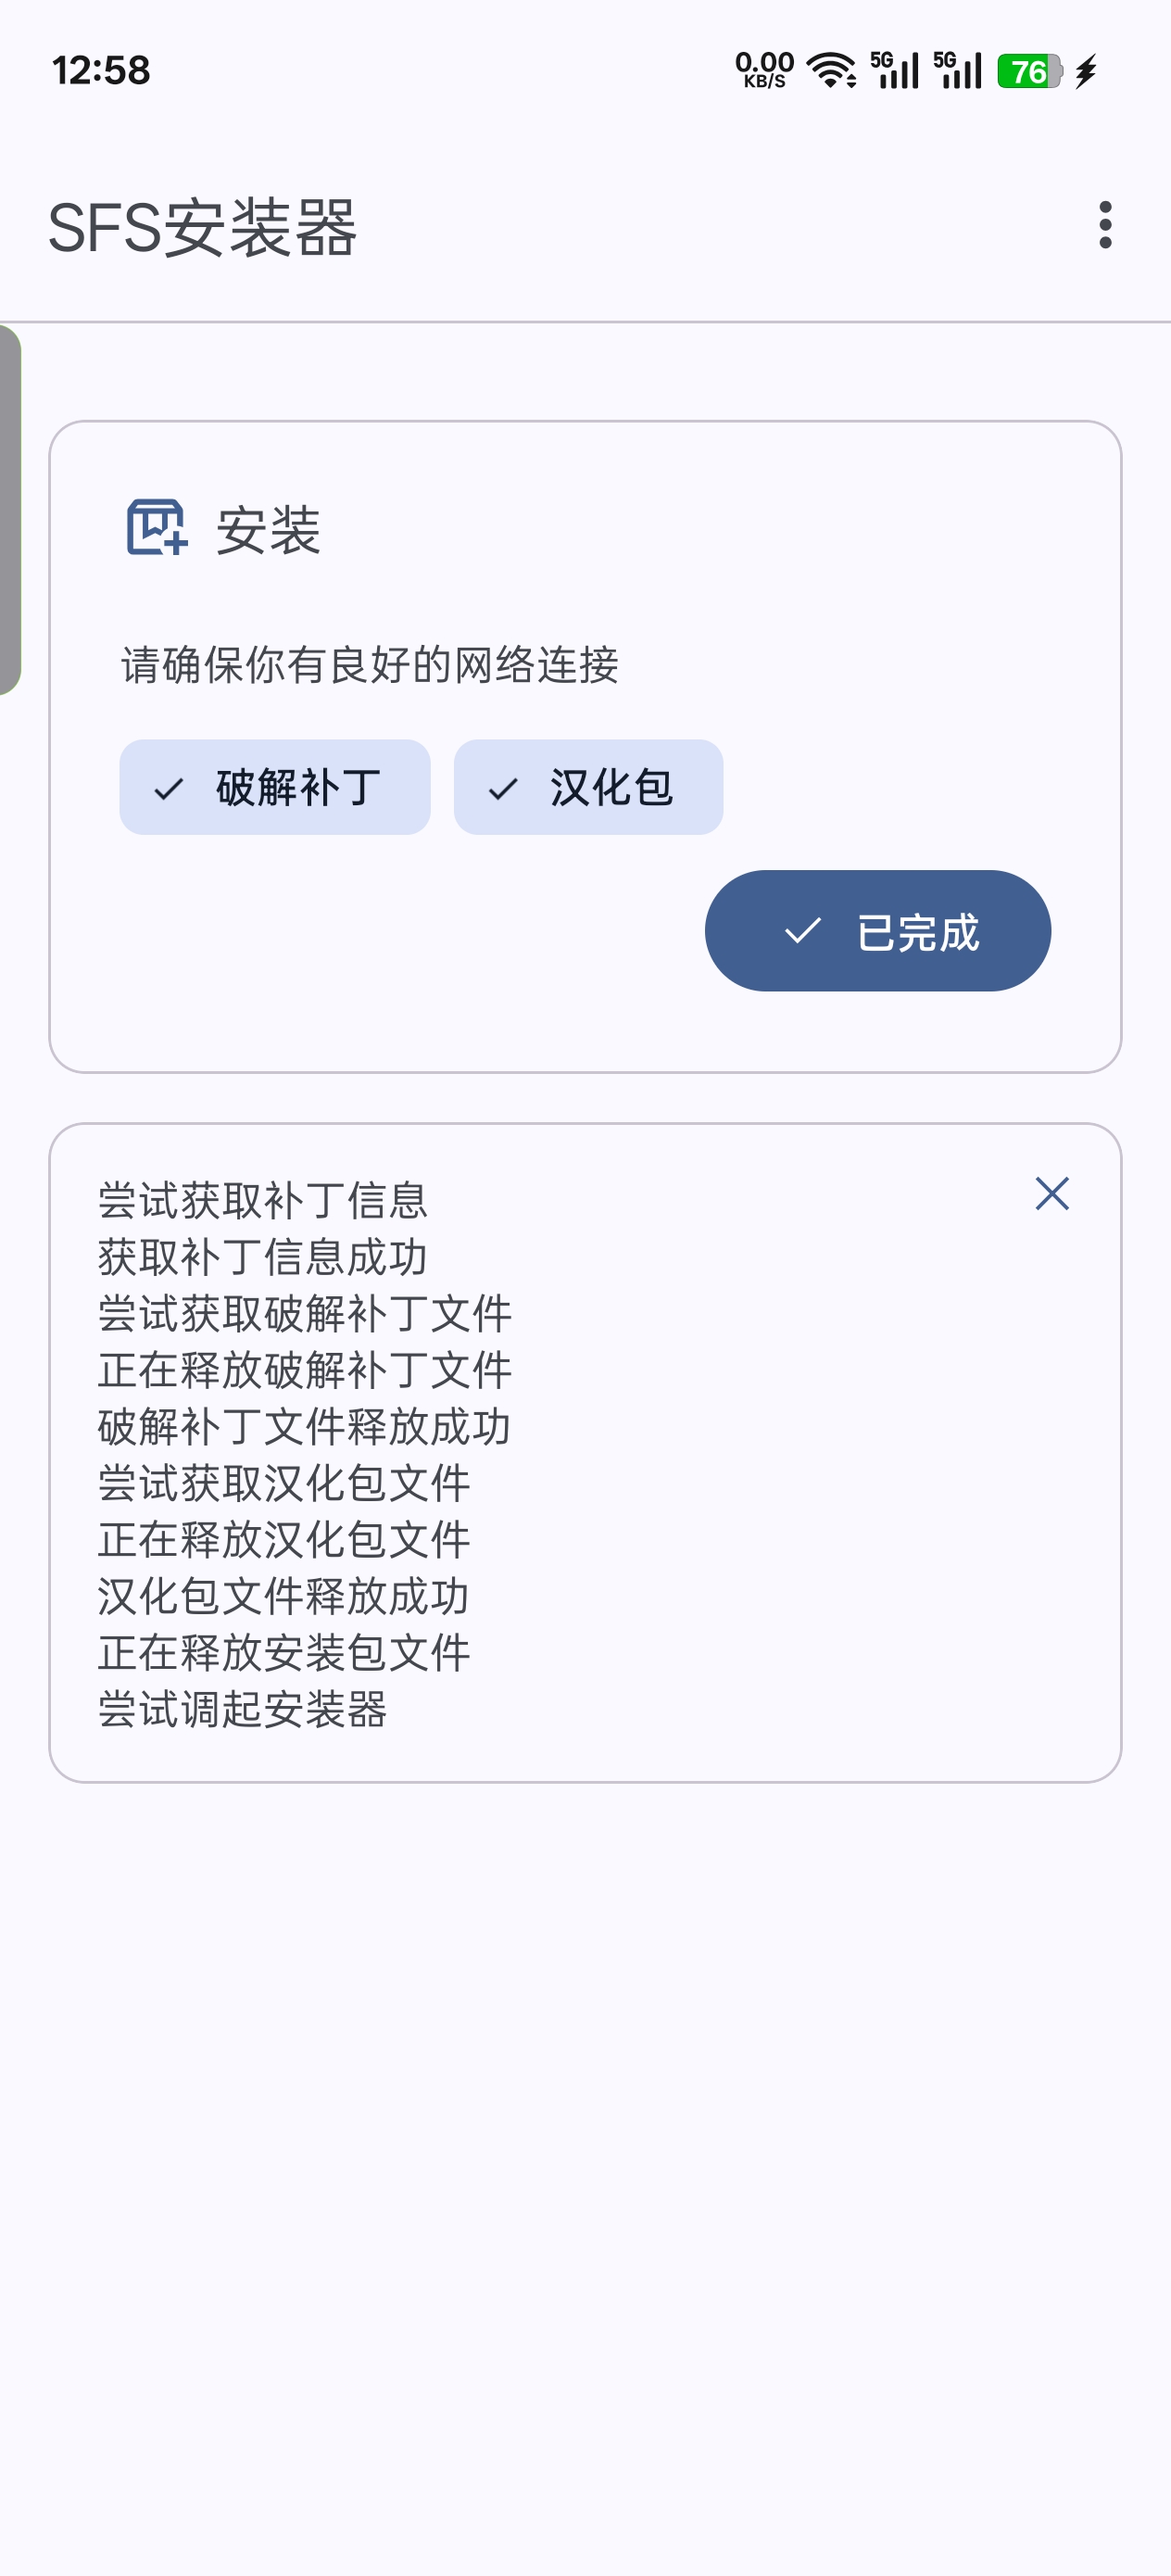 12:58
0.00
KB/S
5G
5G
76
SFS安装器
安装
请确保你有良好的网络连接
破解补丁
汉化包
已完成
尝试获取补丁信息
获取补丁信息成功
尝试获取破解补丁文件
正在释放破解补丁文件
破解补丁文件释放成功
尝试获取汉化包文件
正在释放汉化包文件
汉化包文件释放成功
正在释放安装包文件
尝试调起安装器